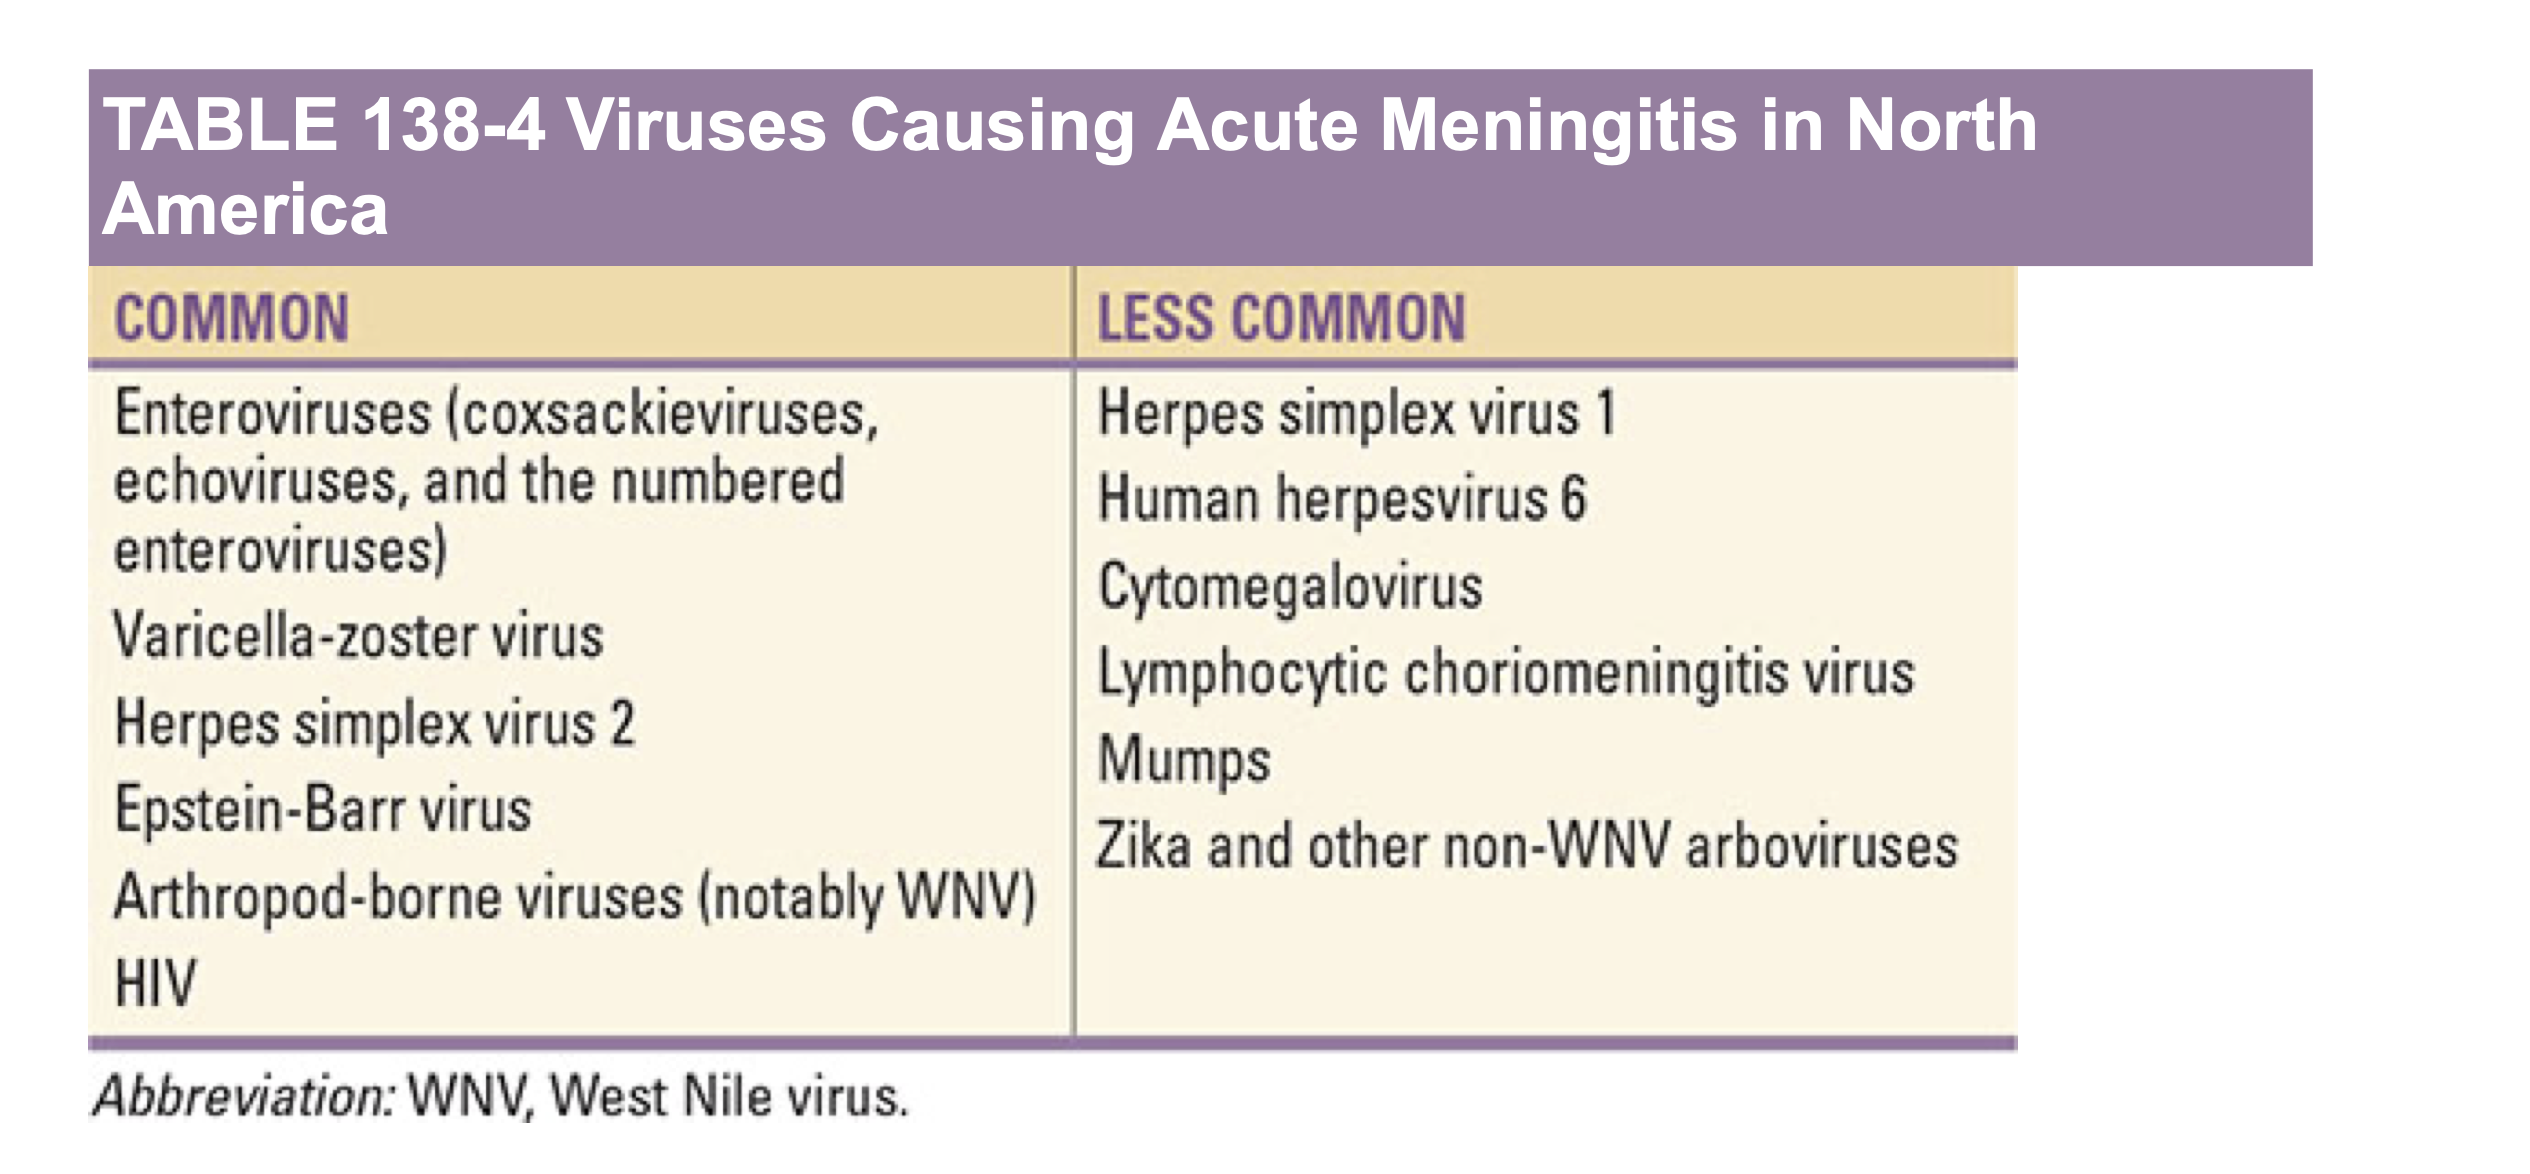 TABLE 138-4 Viruses Causing Acute Meningitis in North
America
COMMON
Enteroviruses (coxsackieviruses,
echoviruses, and the numbered
enteroviruses)
Varicella-zoster virus
Herpes simplex virus 2
Epstein-Barr virus
Arthropod-borne viruses (notably WNV)
HIV
LESS COMMON
Herpes simplex virus 1
Human herpesvirus 6
Cytomegalovirus
Lymphocytic choriomeningitis virus
Mumps
Zika and other non-WNV arboviruses
Abbreviation: WNV, West Nile virus.